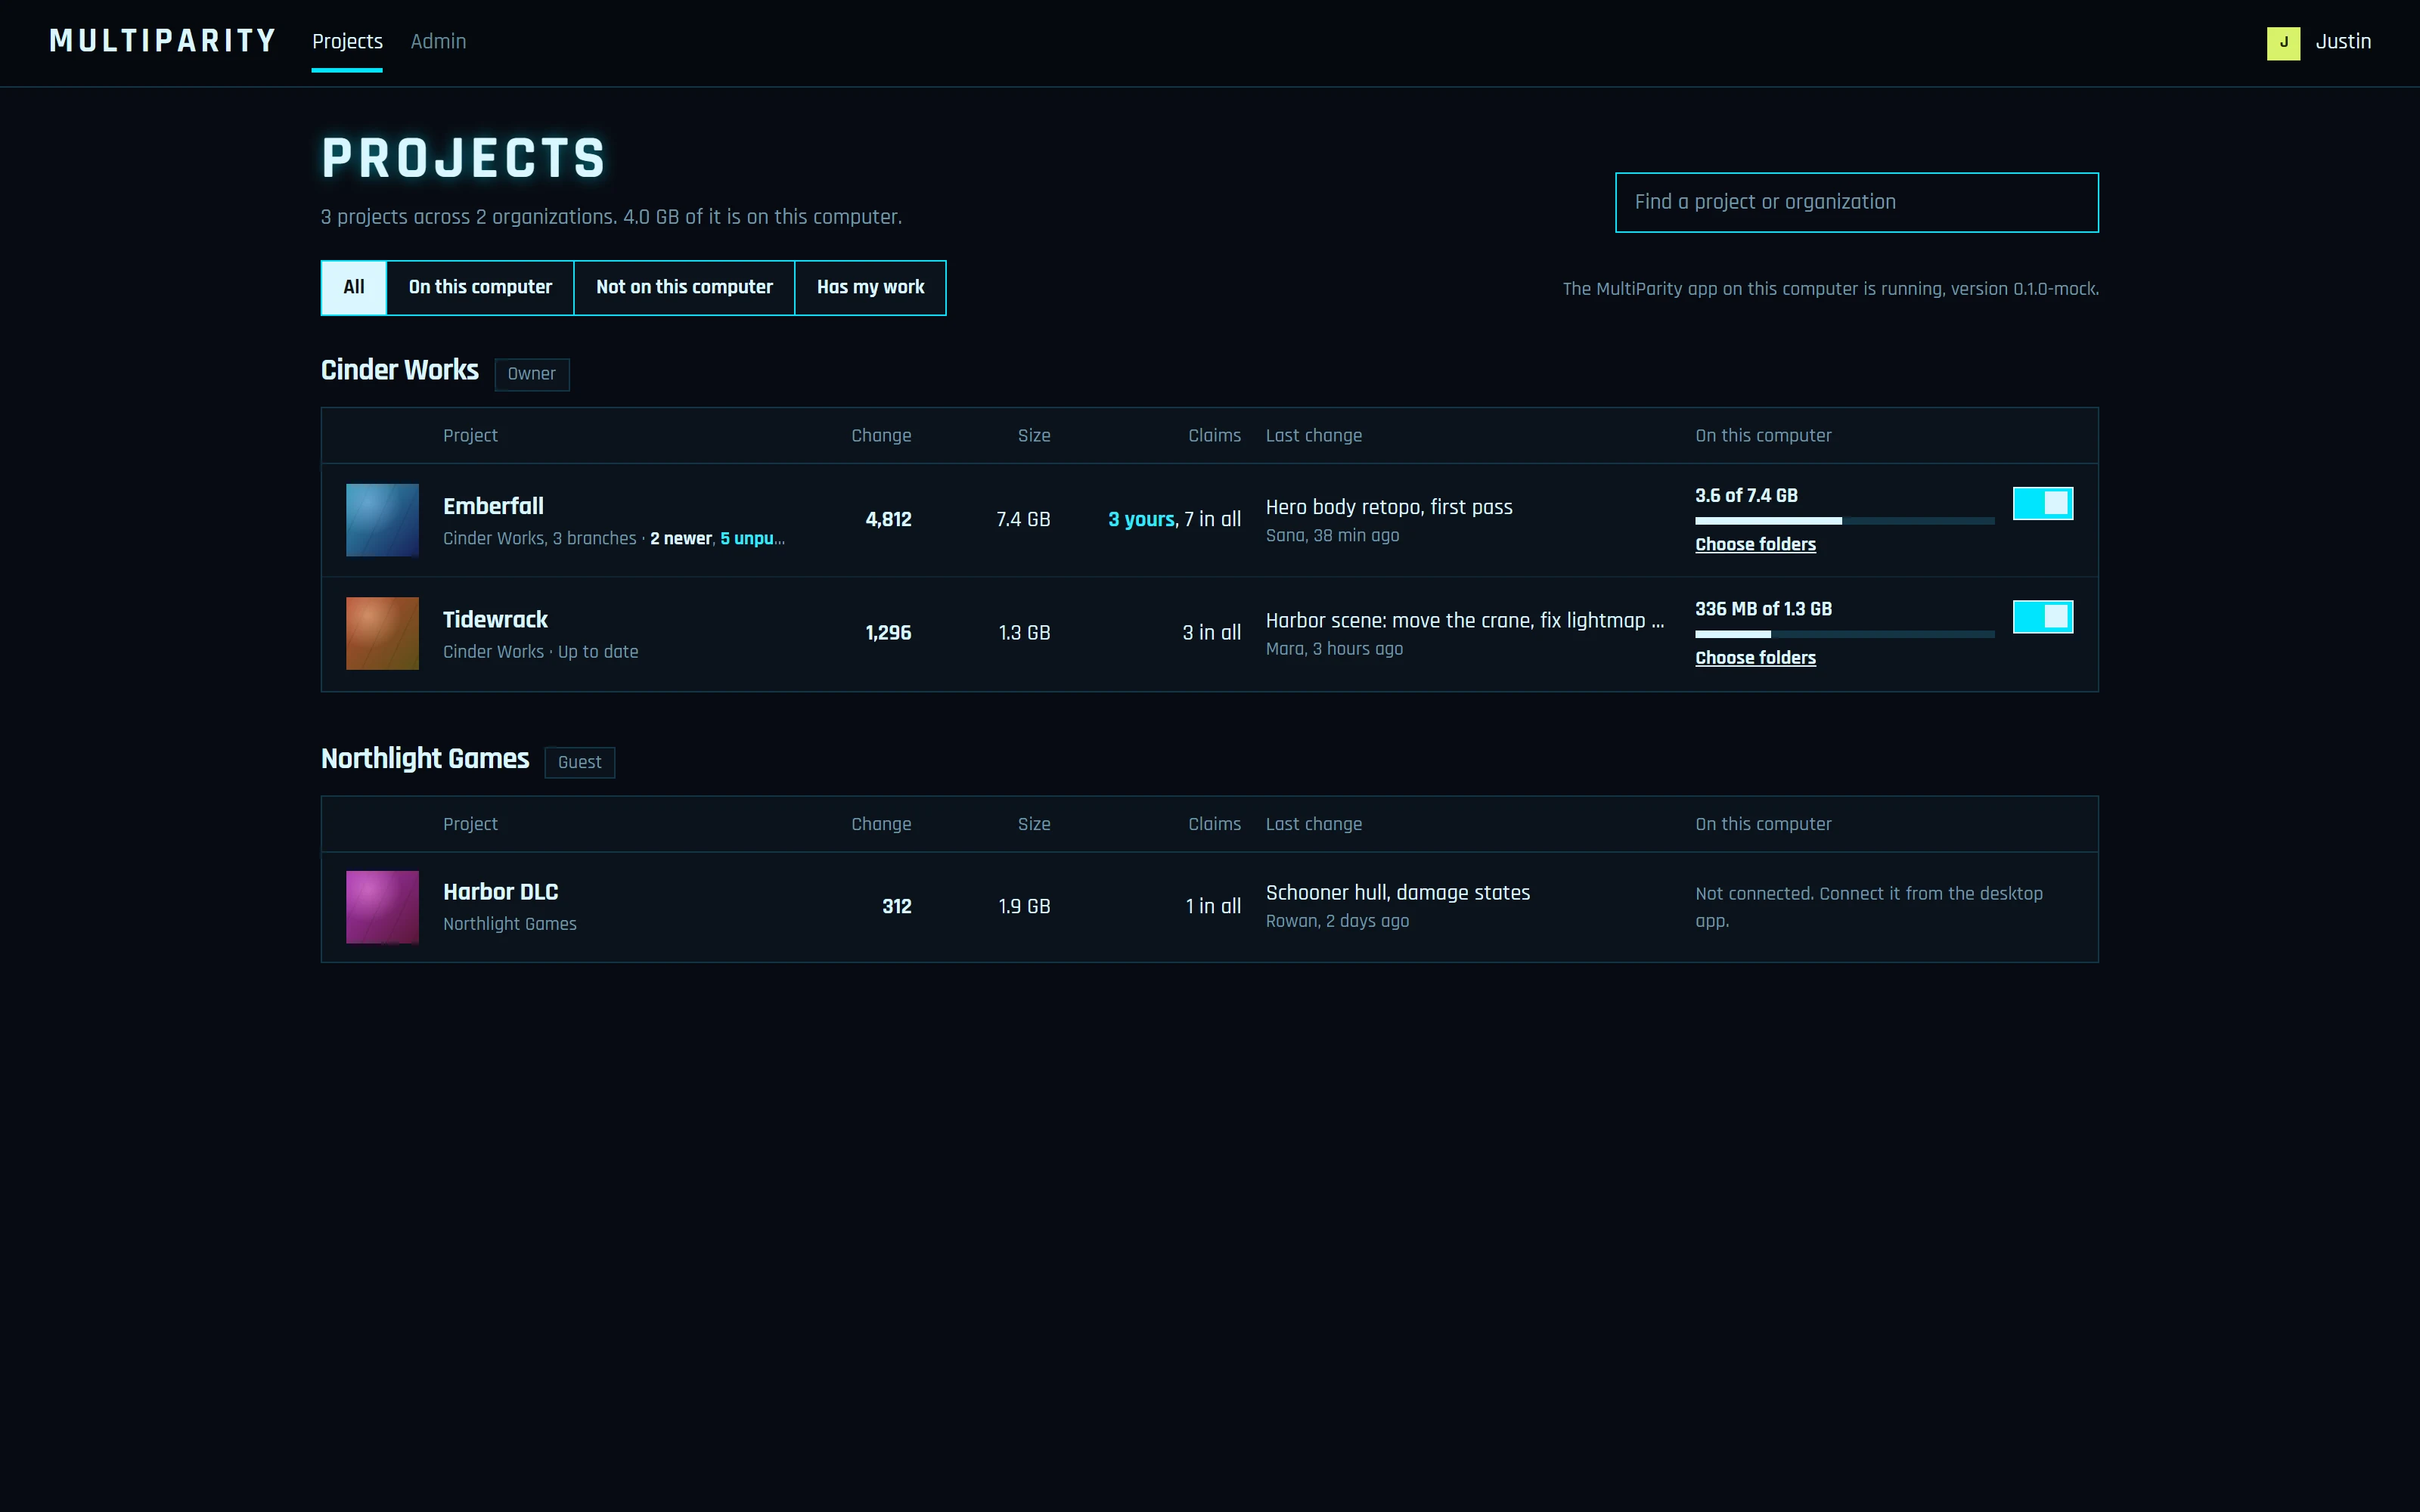 MULTIPARITY
Projects
Admin
J
Justin
PROJECTS
3 projects across 2 organizations. 4.0 GB of it is on this computer.
Find a project or organization
All
On this computer
Not on this computer
Has my work
The MultiParity app on this computer is running, version 0.1.0-mock.
Cinder Works
Owner
Project
Change
Size
Claims
Last change
On this computer
Emberfall
Cinder Works, 3 branches · 2 newer, 5 unpu...
4,812
7.4 GB
3 yours, 7 in all
Hero body retopo, first pass
Sana, 38 min ago
3.6 of 7.4 GB
Choose folders
Tidewrack
Cinder Works · Up to date
1,296
1.3 GB
3 in all
Harbor scene: move the crane, fix lightmap ...
Mara, 3 hours ago
336 MB of 1.3 GB
Choose folders
Northlight Games
Guest
Project
Change
Size
Claims
Last change
On this computer
Harbor DLC
Northlight Games
312
1.9 GB
1 in all
Schooner hull, damage states
Rowan, 2 days ago
Not connected. Connect it from the desktop
app.